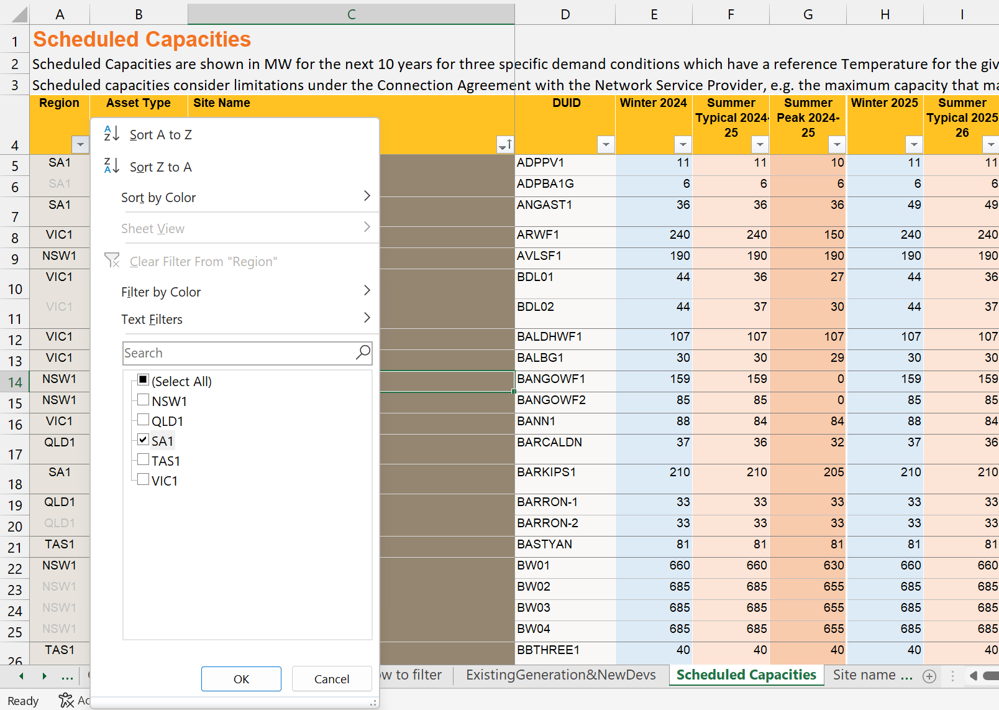 A B C D E F G H I
1 Scheduled Capacities
2 Scheduled Capacities are shown in MW for the next 10 years for three specific demand conditions which have a reference Temperature for the giv
3 Scheduled capacities consider limitations under the Connection Agreement with the Network Service Provider, e.g. the maximum capacity that ma
Region Asset Type Site Name DUID Winter 2024 Summer Summer Winter 2025 Summer
Typical 2024- Peak 2024- Typical 2025
4 25 25 26
5 SA1 ADPPV1 11 11 10 11 11
6 SA1 ADPBA1G 6 6 6 6 6
7 SA1 ANGAST1 36 36 36 49 49
8 VIC1 ARWF1 240 240 150 240 240
9 NSW1 AVLSF1 190 190 190 190 190
10 VIC1 BDL01 44 36 27 44 36
11 VIC1 BDL02 44 37 30 44 37
12 VIC1 BALDHWF1 107 107 107 107 107
13 VIC1 BALBG1 30 30 29 30 30
14 NSW1 BANGOWF1 159 159 0 159 159
15 NSW1 BANGOWF2 85 85 0 85 85
16 VIC1 BANN1 88 84 84 88 84
17 QLD1 BARCALDN 37 36 32 37 36
18 SA1 BARKIPS1 210 210 205 210 210
19 QLD1 BARRON-1 33 33 33 33 33
20 QLD1 BARRON-2 33 33 33 33 33
21 TAS1 BASTYAN 81 81 81 81 81
22 NSW1 BW01 660 660 630 660 660
23 NSW1 BW02 685 685 655 685 685
24 NSW1 BW03 685 685 655 685 685
25 NSW1 BW04 685 685 655 685 685
26 TAS1 BBTHREE1 40 40 40 40 40
Sort A to Z
Sort Z to A
Sort by Color
Sheet View
Clear Filter From "Region"
Filter by Color
Text Filters
Search
(Select All)
NSW1
QLD1
SA1
TAS1
VIC1
OK Cancel
... ow to filter ExistingGeneration&NewDevs Scheduled Capacities Site name ...
Ready Ac